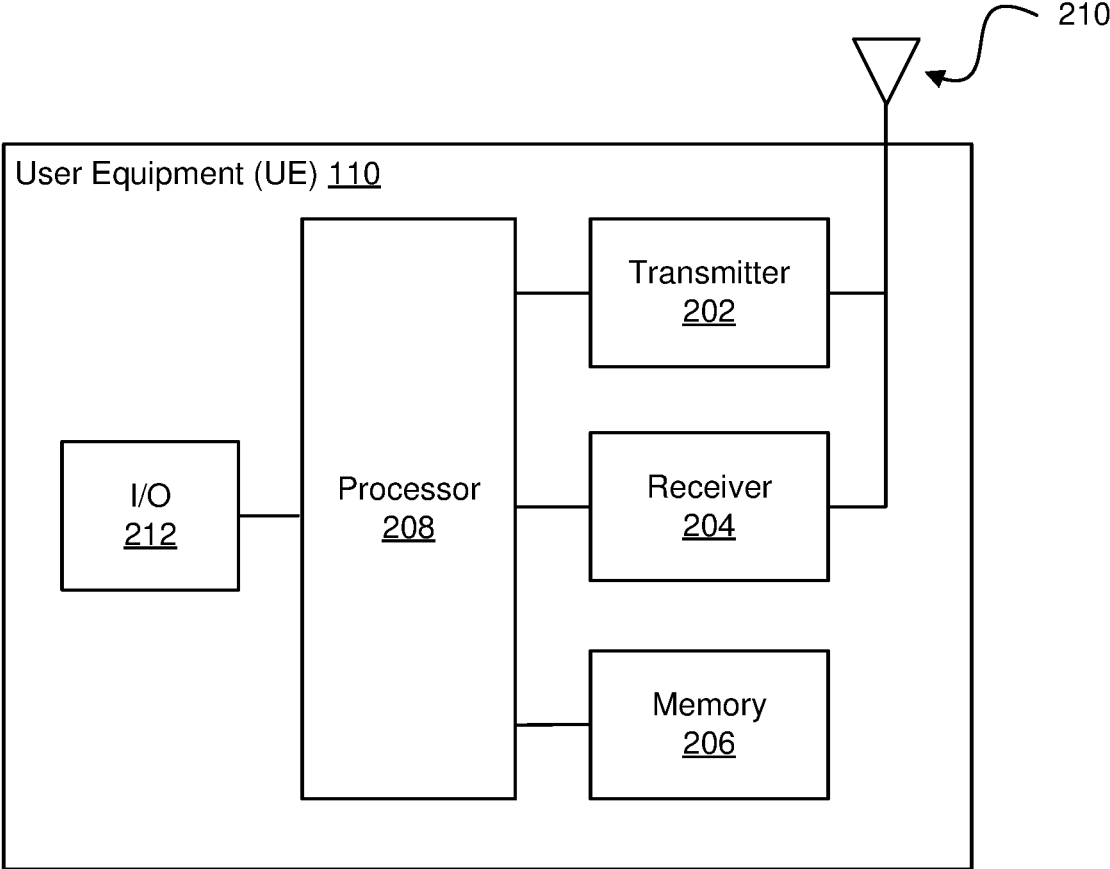 210
User Equipment (UE) 110
Transmitter
202
I/O
212
Processor
208
Receiver
204
Memory
206